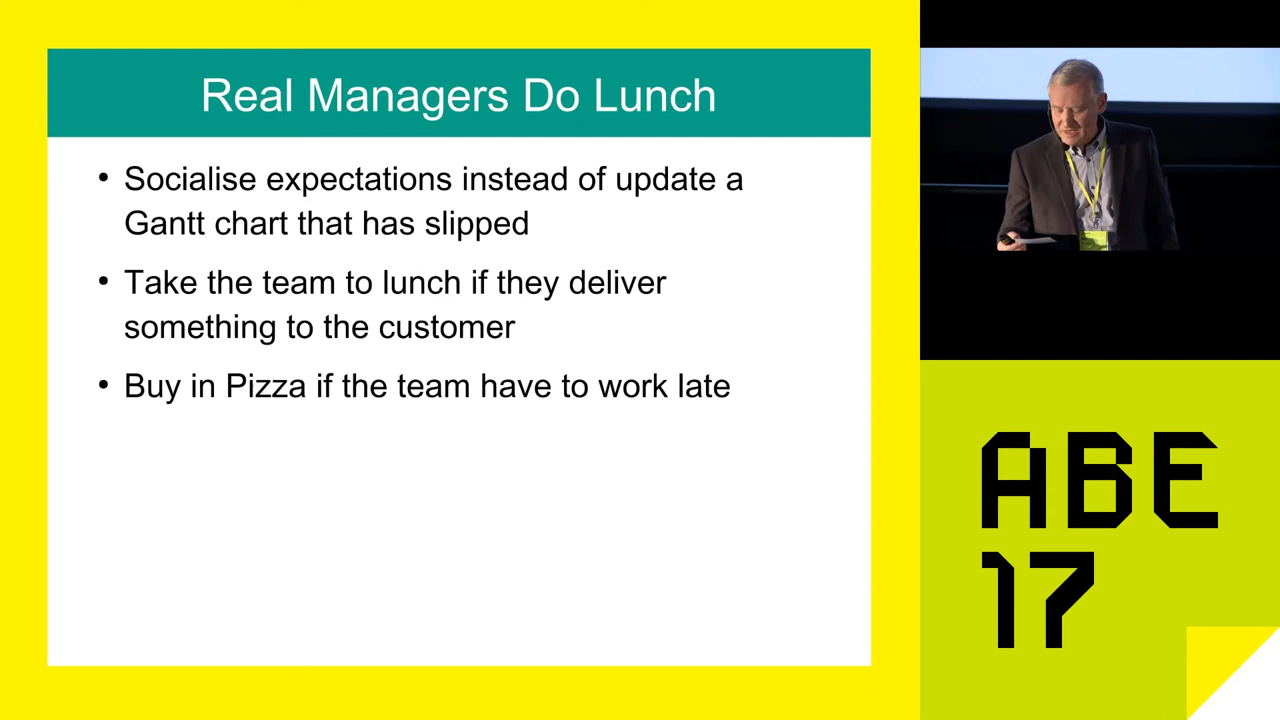 Real Managers Do Lunch
• Socialise expectations instead of update a
Gantt chart that has slipped
• Take the team to lunch if they deliver
something to the customer
• Buy in Pizza if the team have to work late
ABE
17